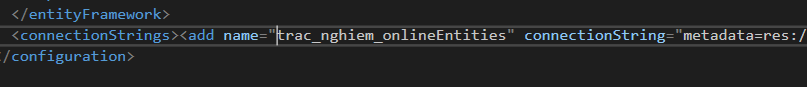 </entityFramework>
<connectionStrings><add name="trac_nghiem_onlineEntities" connectionString="metadata=res:/
/configuration>